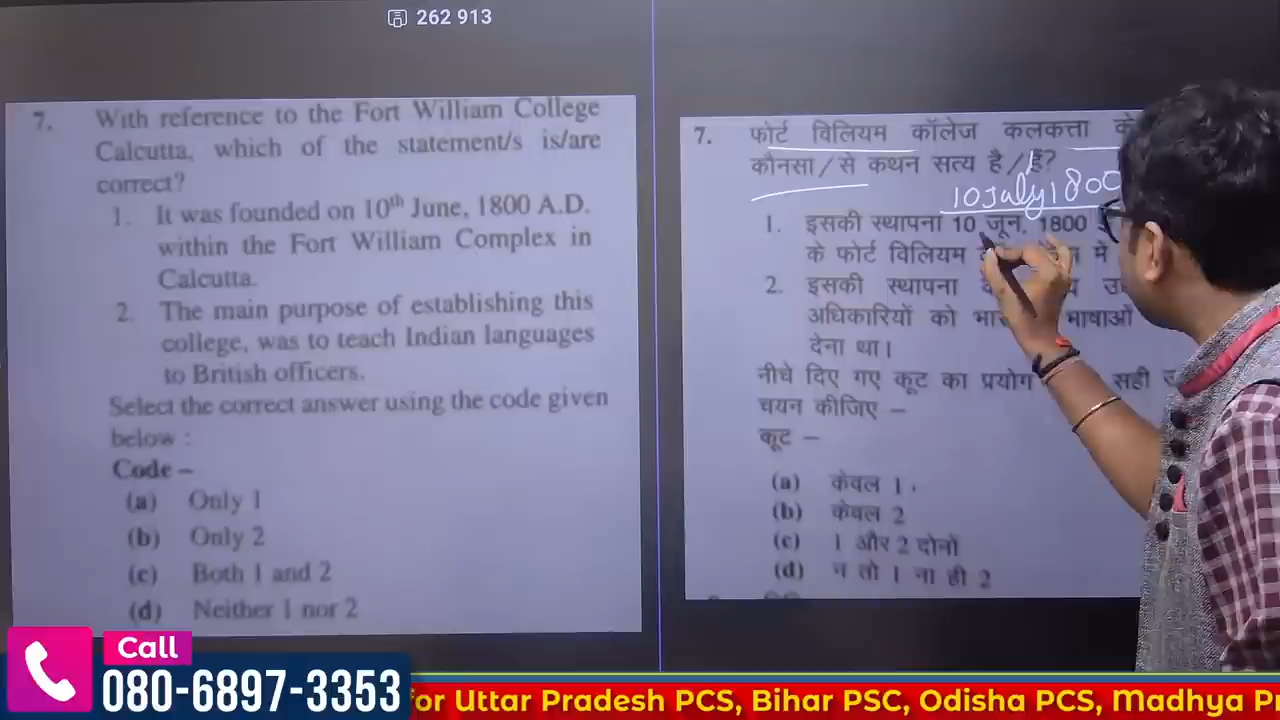 262 913
7. With reference to the Fort William College
Calcutta, which of the statement/s is/are
correct?
1. It was founded on 10th June, 1800 A.D.
within the Fort William Complex in
Calcutta.
2. The main purpose of establishing this
college, was to teach Indian languages
to British officers.
Select the correct answer using the code given
below :
Code –
(a) Only 1
(b) Only 2
(c) Both 1 and 2
(d) Neither 1 nor 2
7. फोर्ट विलियम कॉलेज कलकत्ता के
कौनसा/से कथन सत्य है/हैं?
10 July 1800
1. इसकी स्थापना 10 जून, 1800
के फोर्ट विलियम में
2. इसकी स्थापना
अधिकारियों को भाषाओं
देना था।
नीचे दिए गए कूट का प्रयोग सही
चयन कीजिए –
कूट –
(a) केवल 1
(b) केवल 2
(c) 1 और 2 दोनों
(d) न तो 1 ना ही 2
Call
080-6897-3353
for Uttar Pradesh PCS, Bihar PSC, Odisha PCS, Madhya